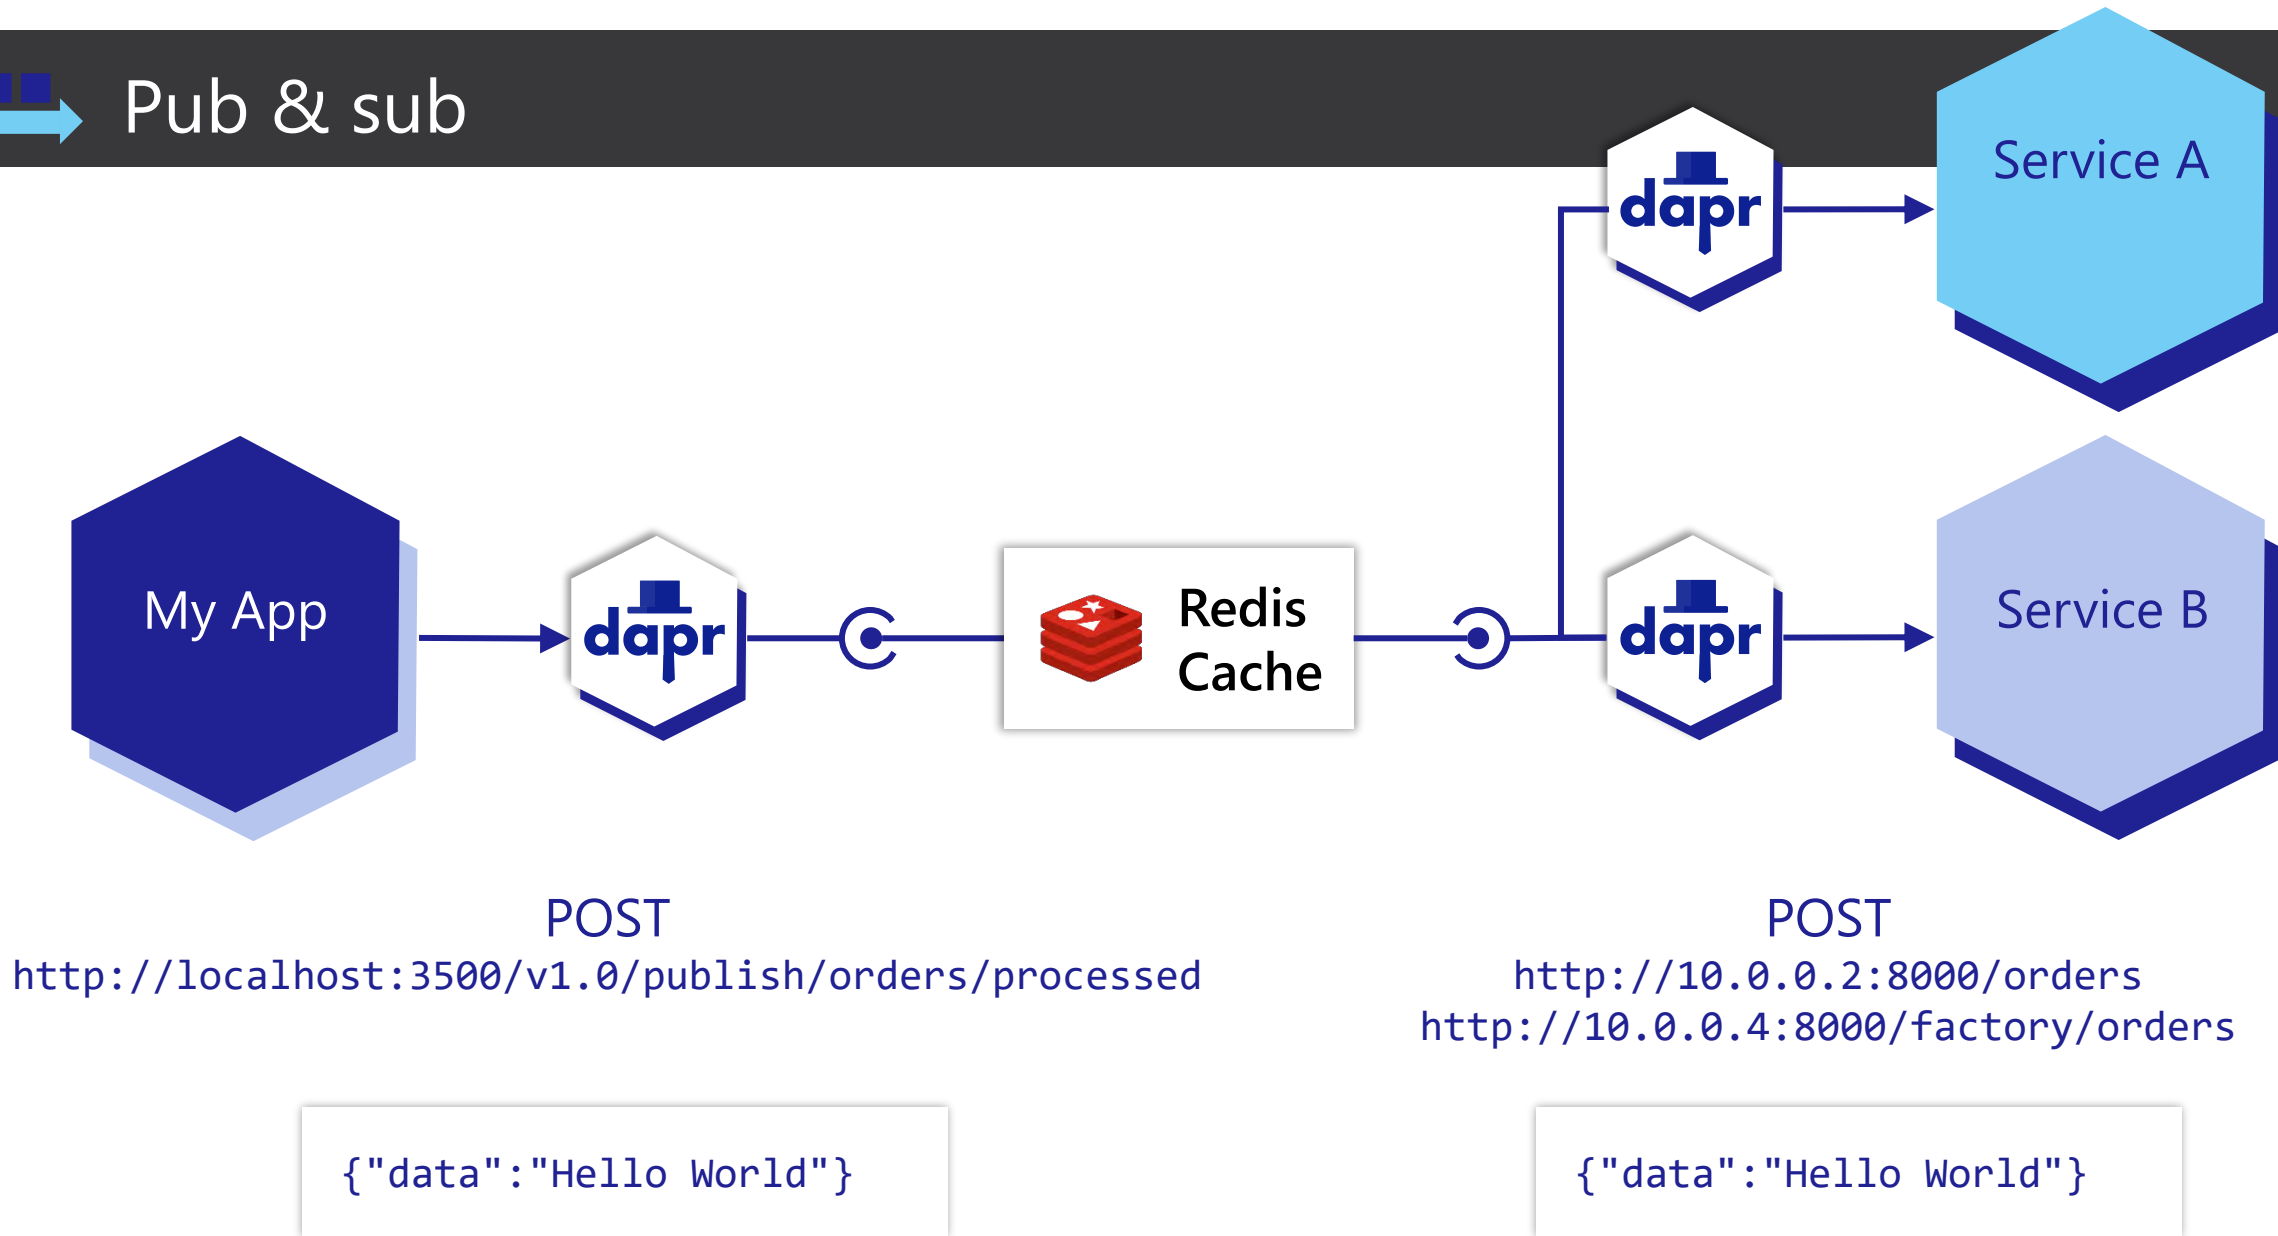 Pub & sub
dapr
Service A
My App
dapr
Redis
Cache
dapr
Service B
POST
http://localhost:3500/v1.0/publish/orders/processed
POST
http://10.0.0.2:8000/orders
http://10.0.0.4:8000/factory/orders
{"data":"Hello World"}
{"data":"Hello World"}